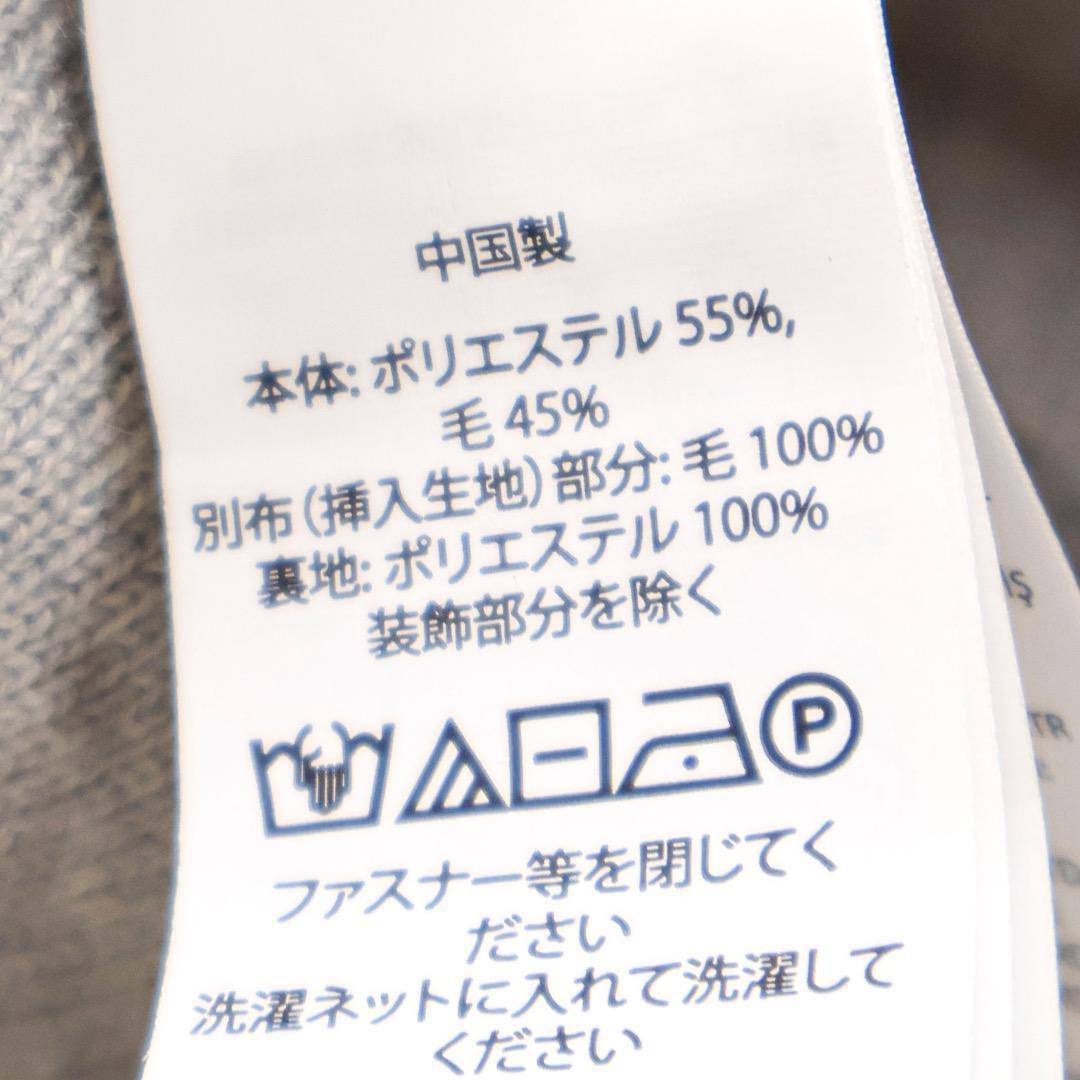 中国製
本体: ポリエステル 55%,
毛 45%
別布 (挿入生地) 部分: 毛 100%
裏地: ポリエステル 100%
装飾部分を除く
P
ファスナー等を閉じてく
ださい
洗濯ネットに入れて洗濯して
ください
TR